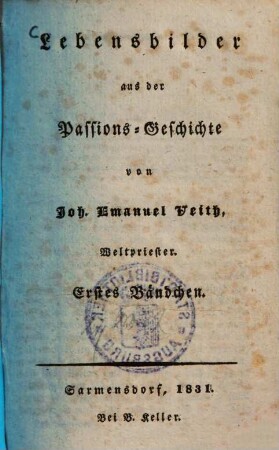 Lebensbilder
aus der
Passions-Geschichte
von
Joh. Emanuel Veith,
Weltpriester.
Erstes Bändchen.
Sarmensdorf, 1831.
Bei V. Keller.